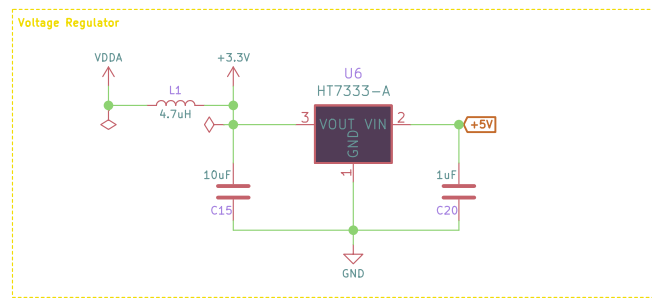 Voltage Regulator
VDDA
+3.3V
L1
4.7uH
U6
HT7333-A
3
VOUT
VIN
2
GND
1
+5V
10uF
C15
1uF
C20
GND